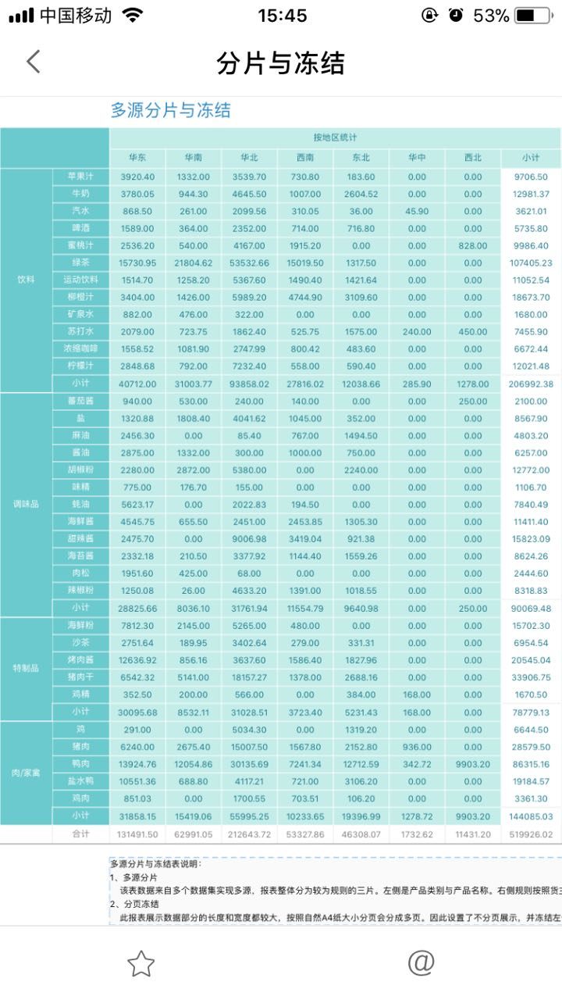 中国移动 15:45 53%
分片与冻结
多源分片与冻结
按地区统计
华东 华南 华北 西南 东北 华中 西北 小计
饮料
苹果汁 3920.40 1332.00 3539.70 730.80 183.60 0.00 0.00 9706.50
牛奶 3780.05 944.30 4645.50 1007.00 2604.52 0.00 0.00 12981.37
汽水 868.50 261.00 2099.56 310.05 36.00 45.90 0.00 3621.01
啤酒 1589.00 364.00 2352.00 714.00 716.80 0.00 0.00 5735.80
蜜桃汁 2536.20 540.00 4167.00 1915.20 0.00 0.00 828.00 9986.40
绿茶 15730.95 21804.62 53532.66 15019.50 1317.50 0.00 0.00 107405.23
运动饮料 1514.70 1258.20 5367.60 1490.40 1421.64 0.00 0.00 11052.54
柳橙汁 3404.00 1426.00 5989.20 4744.90 3109.60 0.00 0.00 18673.70
矿泉水 882.00 476.00 322.00 0.00 0.00 0.00 0.00 1680.00
苏打水 2079.00 723.75 1862.40 525.75 1575.00 240.00 450.00 7455.90
浓缩咖啡 1558.52 1081.90 2747.99 800.42 483.60 0.00 0.00 6672.44
柠檬汁 2848.68 792.00 7232.40 558.00 590.40 0.00 0.00 12021.48
小计 40712.00 31003.77 93858.02 27816.02 12038.66 285.90 1278.00 206992.38
调味品
蕃茄酱 940.00 530.00 240.00 140.00 0.00 0.00 250.00 2100.00
盐 1320.88 1808.40 4041.62 1045.00 352.00 0.00 0.00 8567.90
麻油 2456.30 0.00 85.40 767.00 1494.50 0.00 0.00 4803.20
酱油 2875.00 1332.00 300.00 1000.00 750.00 0.00 0.00 6257.00
胡椒粉 2280.00 2872.00 5380.00 0.00 2240.00 0.00 0.00 12772.00
味精 775.00 176.70 155.00 0.00 0.00 0.00 0.00 1106.70
蚝油 5623.17 0.00 2022.83 194.50 0.00 0.00 0.00 7840.49
海鲜酱 4545.75 655.50 2451.00 2453.85 1305.30 0.00 0.00 11411.40
甜辣酱 2475.70 0.00 9006.98 3419.04 921.38 0.00 0.00 15823.09
海苔酱 2332.18 210.50 3377.92 1144.40 1559.26 0.00 0.00 8624.26
肉松 1951.60 425.00 68.00 0.00 0.00 0.00 0.00 2444.60
辣椒粉 1250.08 26.00 4633.20 1391.00 1018.55 0.00 0.00 8318.83
小计 28825.66 8036.10 31761.94 11554.79 9640.98 0.00 250.00 90069.48
特制品
海鲜粉 7812.30 2145.00 5265.00 480.00 0.00 0.00 0.00 15702.30
沙茶 2751.64 189.95 3402.64 279.00 331.31 0.00 0.00 6954.54
烤肉酱 12636.92 856.16 3637.60 1586.40 1827.96 0.00 0.00 20545.04
猪肉干 6542.32 5141.00 18157.27 1378.00 2688.16 0.00 0.00 33906.75
鸡精 352.50 200.00 566.00 0.00 384.00 168.00 0.00 1670.50
小计 30095.68 8532.11 31028.51 3723.40 5231.43 168.00 0.00 78779.13
肉/家禽
鸡 291.00 0.00 5034.30 0.00 1319.20 0.00 0.00 6644.50
猪肉 6240.00 2675.40 15007.50 1567.80 2152.80 936.00 0.00 28579.50
鸭肉 13924.76 12054.86 30135.69 7241.34 12712.59 342.72 9903.20 86315.16
盐水鸭 10551.36 688.80 4117.21 721.00 3106.20 0.00 0.00 19184.57
鸡肉 851.03 0.00 1700.55 703.51 106.20 0.00 0.00 3361.30
小计 31858.15 15419.06 55995.25 10233.65 19396.99 1278.72 9903.20 144085.03
合计 131491.50 62991.05 212643.72 53327.86 46308.07 1732.62 11431.20 519926.02
多源分片与冻结表说明：
1、多源分片
该表数据来自多个数据集实现多源，报表整体分为较为规则的三片。左侧是产品类别与产品名称。右侧规则按照货主
2、分页冻结
此报表展示数据部分的长度和宽度都较大，按照自然A4纸大小分页会分成多页。因此设置了不分页展示，并冻结左
@